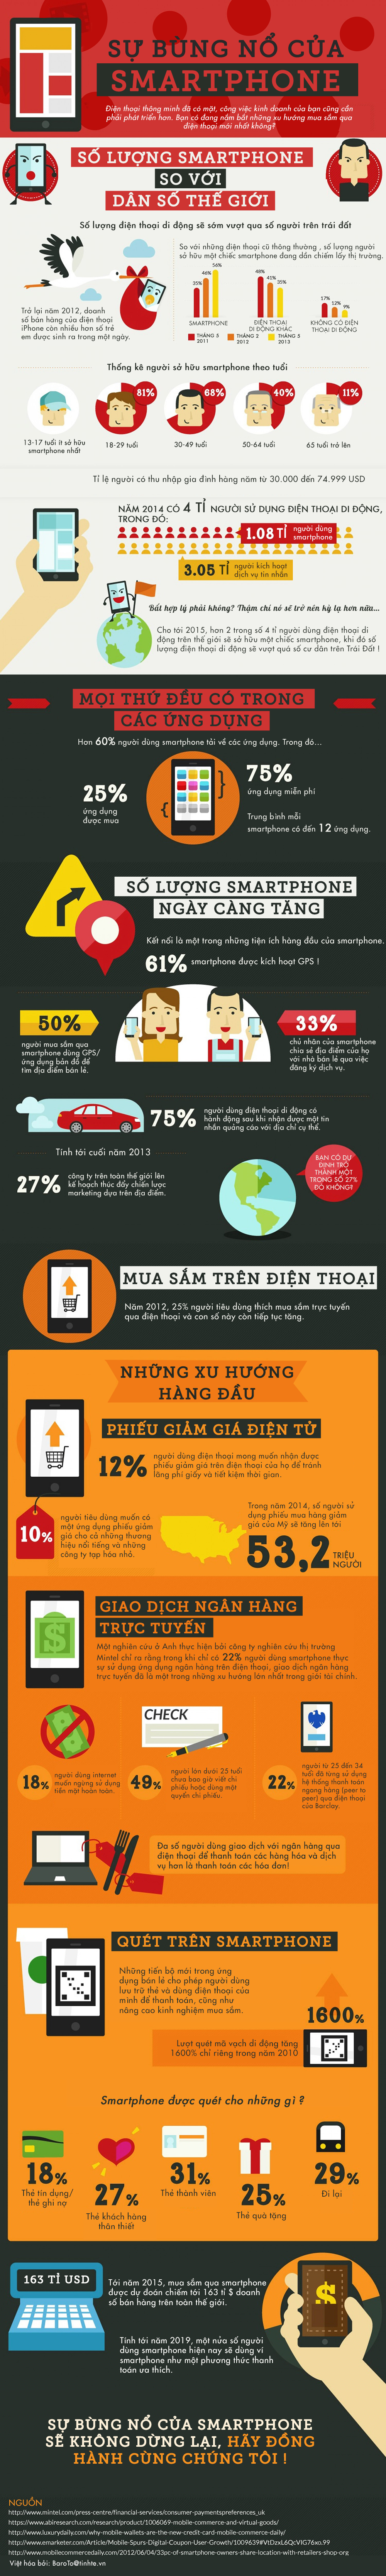 SỰ BÙNG NỔ CỦA
SMARTPHONE
Điện thoại thông minh đã có mặt, công việc kinh doanh của bạn cũng cần
phải phát triển hơn. Bạn có đang nắm bắt những xu hướng mua sắm qua
điện thoại mới nhất không?
SỐ LƯỢNG SMARTPHONE
SO VỚI
DÂN SỐ THẾ GIỚI
Số lượng điện thoại di động sẽ sớm vượt qua số người trên trái đất
So với những điện thoại cũ thông thường , số lượng người
sở hữu một chiếc smartphone đang dần chiếm lấy thị trường.
Trở lại năm 2012, doanh
số bán hàng của điện thoại
iPhone còn nhiều hơn số trẻ
em được sinh ra trong một ngày.
35%
46%
56%
48%
41%
35%
17%
12%
9%
SMARTPHONE
ĐIỆN THOẠI
DI ĐỘNG KHÁC
KHÔNG CÓ ĐIỆN
THOẠI DI ĐỘNG
THÁNG 5
2011
THÁNG 2
2012
THÁNG 5
2013
Thống kê người sở hữu smartphone theo tuổi
81%
68%
40%
11%
13-17 tuổi ít sở hữu
smartphone nhất
18-29 tuổi
30-49 tuổi
50-64 tuổi
65 tuổi trở lên
Tỉ lệ người có thu nhập gia đình hàng năm từ 30.000 đến 74.999 USD
NĂM 2014 CÓ 4 TỈ NGƯỜI SỬ DỤNG ĐIỆN THOẠI DI ĐỘNG,
TRONG ĐÓ:
1.08 TỈ người dùng
smartphone
3.05 TỈ người kích hoạt
dịch vụ tin nhắn
Bất hợp lý phải không? Thậm chí nó sẽ trở nên kỳ lạ hơn nữa...
Cho tới 2015, hơn 2 trong số 4 tỉ người dùng điện thoại di
động trên thế giới sẽ sở hữu một chiếc smartphone, khi đó số
lượng điện thoại di động sẽ vượt quá số cư dân trên Trái Đất !
MỌI THỨ ĐỀU CÓ TRONG
CÁC ỨNG DỤNG
Hơn 60% người dùng smartphone tải về các ứng dụng. Trong đó...
25%
ứng dụng
được mua
75%
ứng dụng miễn phí
Trung bình mỗi
smartphone có đến 12 ứng dụng.
SỐ LƯỢNG SMARTPHONE
NGÀY CÀNG TĂNG
Kết nối là một trong những tiện ích hàng đầu của smartphone.
61% smartphone được kích hoạt GPS !
50%
người mua sắm qua
smartphone dùng GPS/
ứng dụng bản đồ để
tìm địa điểm bán lẻ.
33%
chủ nhân của smartphone
chia sẻ địa điểm của họ
với nhà bán lẻ qua việc
đăng ký dịch vụ.
75% người dùng điện thoại di động có
hành động sau khi nhận được một tin
nhắn quảng cáo với địa chỉ cụ thể.
Tính tới cuối năm 2013
27% công ty trên toàn thế giới lên
kế hoạch thúc đẩy chiến lược
marketing dựa trên địa điểm.
BẠN CÓ DỰ
ĐỊNH TRỞ
THÀNH MỘT
TRONG SỐ 27%
ĐÓ KHÔNG?
MUA SẮM TRÊN ĐIỆN THOẠI
Năm 2012, 25% người tiêu dùng thích mua sắm trực tuyến
qua điện thoại và con số này còn tiếp tục tăng.
NHỮNG XU HƯỚNG
HÀNG ĐẦU
PHIẾU GIẢM GIÁ ĐIỆN TỬ
12% người dùng điện thoại mong muốn nhận được
phiếu giảm giá trên điện thoại của họ để tránh
lãng phí giấy và tiết kiệm thời gian.
10%
người tiêu dùng muốn có
một ứng dụng phiếu giảm
giá cho cả những thương
hiệu nổi tiếng và những
công ty tạp hóa nhỏ.
Trong năm 2014, số người sử
dụng phiếu mua hàng giảm
giá của Mỹ sẽ tăng lên tới
53,2 TRIỆU
NGƯỜI
GIAO DỊCH NGÂN HÀNG
TRỰC TUYẾN
Một nghiên cứu ở Anh thực hiện bởi công ty nghiên cứu thị trường
Mintel chỉ ra rằng trong khi chỉ có 22% người dùng smartphone thực
sự sử dụng ứng dụng ngân hàng trên điện thoại, giao dịch ngân hàng
trực tuyến đã là một trong những xu hướng lớn nhất trong giới tài chính.
$
CHECK
18% người dùng internet
muốn ngừng sử dụng
tiền mặt hoàn toàn.
49% người lớn dưới 25 tuổi
chưa bao giờ viết chi
phiếu hoặc dùng một
quyển chi phiếu.
22% người từ 25 đến 34
tuổi đã từng sử dụng
hệ thống thanh toán
ngang hàng (peer to
peer) qua điện thoại
của Barclay.
Đa số người dùng giao dịch với ngân hàng qua
điện thoại để thanh toán các hàng hóa và dịch
vụ hơn là thanh toán các hóa đơn!
QUÉT TRÊN SMARTPHONE
Những tiến bộ mới trong ứng
dụng bán lẻ cho phép người dùng
lưu trữ thẻ và dùng điện thoại của
mình để thanh toán, cũng như
nâng cao kinh nghiệm mua sắm.
1600%
Lượt quét mã vạch di động tăng
1600% chỉ riêng trong năm 2010
Smartphone được quét cho những gì ?
18%
Thẻ tín dụng/
thẻ ghi nợ
27%
Thẻ khách hàng
thân thiết
31%
Thẻ thành viên
25%
Thẻ quà tặng
29%
Đi lại
163 TỈ USD
Tới năm 2015, mua sắm qua smartphone
được dự đoán chiếm tới 163 tỉ $ doanh
số bán hàng trên toàn thế giới.
$
Tính tới năm 2019, một nửa số người
dùng smartphone hiện nay sẽ dùng ví
smartphone như một phương thức thanh
toán ưa thích.
SỰ BÙNG NỔ CỦA SMARTPHONE
SẼ KHÔNG DỪNG LẠI, HÃY ĐỒNG
HÀNH CÙNG CHÚNG TÔI !
NGUỒN
http://www.mintel.com/press-centre/financial-services/consumer-paymentspreferences_uk
https://www.abiresearch.com/research/product/1006069-mobile-commerce-and-virtual-goods/
http://www.luxurydaily.com/why-mobile-wallets-are-the-new-credit-card-mobile-commerce-daily/
http://www.emarketer.com/Article/Mobile-Spurs-Digital-Coupon-User-Growth/1009639#VtDzxL6QcVIG76xo.99
http://www.mobilecommercedaily.com/2012/06/04/33pc-of-smartphone-owners-share-location-with-retailers-shop-org
Việt hóa bởi: BaroTo@tinhte.vn